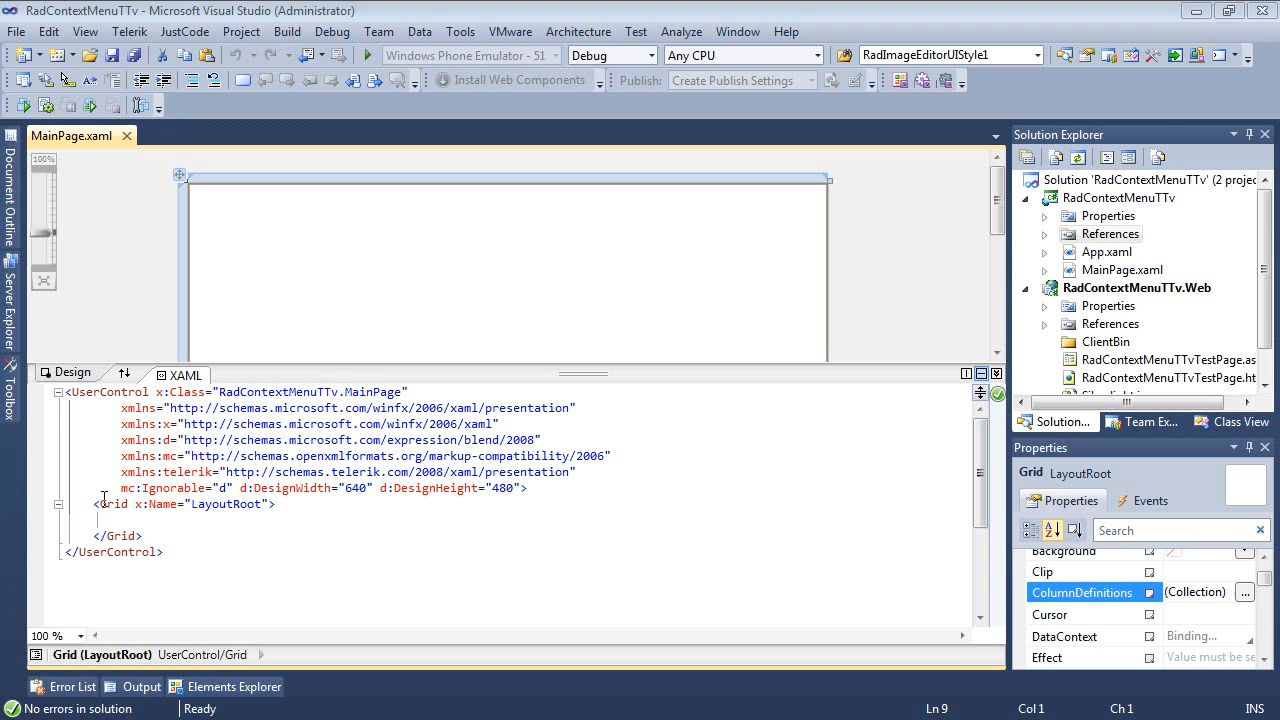 RadContextMenuTTv - Microsoft Visual Studio (Administrator)
File Edit View Telerik JustCode Project Build Debug Team Data Tools VMware Architecture Test Analyze Window Help
Windows Phone Emulator - 51 Debug Any CPU RadImageEditorUIStyle1
Install Web Components Publish: Create Publish Settings
MainPage.xaml
100%
Document Outline
Server Explorer
Toolbox
Design XAML
<UserControl x:Class="RadContextMenuTTv.MainPage"
xmlns="http://schemas.microsoft.com/winfx/2006/xaml/presentation"
xmlns:x="http://schemas.microsoft.com/winfx/2006/xaml"
xmlns:d="http://schemas.microsoft.com/expression/blend/2008"
xmlns:mc="http://schemas.openxmlformats.org/markup-compatibility/2006"
xmlns:telerik="http://schemas.telerik.com/2008/xaml/presentation"
mc:Ignorable="d" d:DesignWidth="640" d:DesignHeight="480">
<Grid x:Name="LayoutRoot">
</Grid>
</UserControl>
100 %
Grid (LayoutRoot) UserControl/Grid
Error List Output Elements Explorer
No errors in solution Ready Ln 9 Col 1 Ch 1 INS
Solution Explorer
Solution 'RadContextMenuTTv' (2 projec
RadContextMenuTTv
Properties
References
App.xaml
MainPage.xaml
RadContextMenuTTv.Web
Properties
References
ClientBin
RadContextMenuTTvTestPage.as
RadContextMenuTTvTestPage.ht
Solution... Team Ex... Class View
Properties
Grid LayoutRoot
Properties Events
Search
Background
Clip
ColumnDefinitions (Collection) ...
Cursor
DataContext Binding...
Effect Value must be se